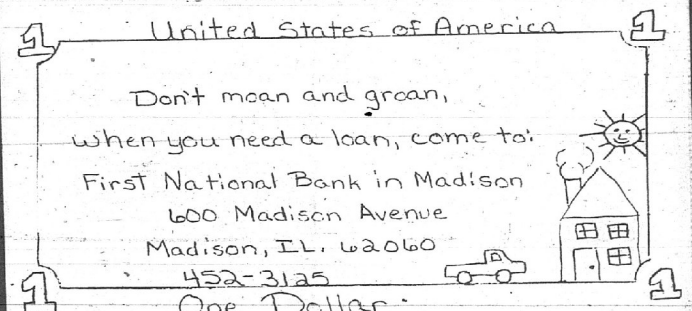 1 United States of America 1
Don't moan and groan,
when you need a loan, come to:
First National Bank in Madison
600 Madison Avenue
Madison, IL. 62060
452-3125
1 One Dollar 1